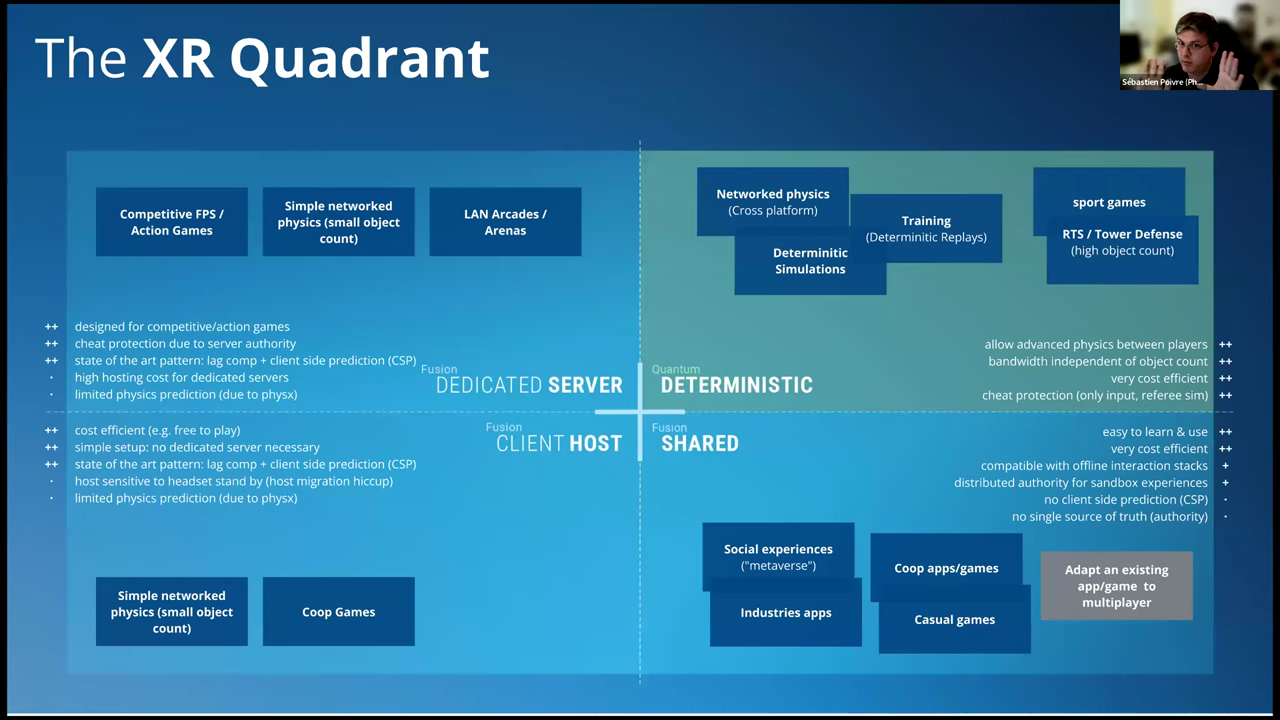 The XR Quadrant
Sébastien Poivre (Ph...
Competitive FPS /
Action Games
Simple networked
physics (small object
count)
LAN Arcades /
Arenas
++ designed for competitive/action games
++ cheat protection due to server authority
++ state of the art pattern: lag comp + client side prediction (CSP)
· high hosting cost for dedicated servers
· limited physics prediction (due to physx)
Fusion
DEDICATED SERVER
Networked physics
(Cross platform)
Training
(Determinitic Replays)
Determinitic
Simulations
sport games
RTS / Tower Defense
(high object count)
allow advanced physics between players ++
bandwidth independent of object count ++
very cost efficient ++
cheat protection (only input, referee sim) ++
Quantum
DETERMINISTIC
++ cost efficient (e.g. free to play)
++ simple setup: no dedicated server necessary
++ state of the art pattern: lag comp + client side prediction (CSP)
· host sensitive to headset stand by (host migration hiccup)
· limited physics prediction (due to physx)
Fusion
CLIENT HOST
Simple networked
physics (small object
count)
Coop Games
Fusion
SHARED
easy to learn & use ++
very cost efficient ++
compatible with offline interaction stacks +
distributed authority for sandbox experiences +
no client side prediction (CSP) ·
no single source of truth (authority) ·
Social experiences
("metaverse")
Industries apps
Coop apps/games
Casual games
Adapt an existing
app/game to
multiplayer